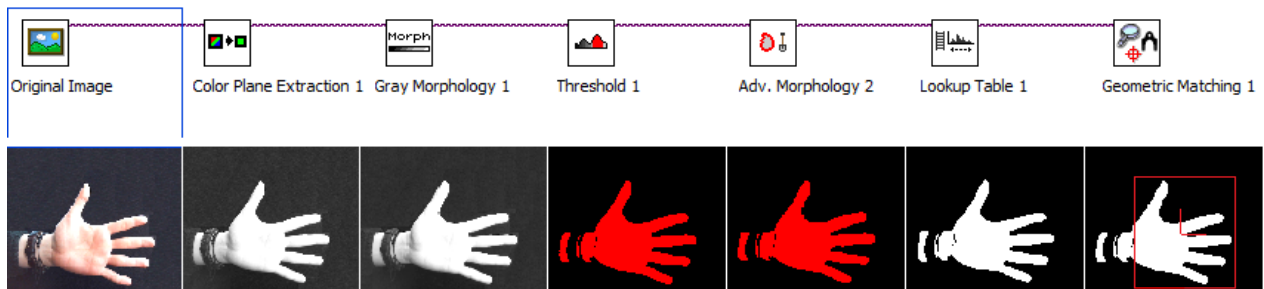 Morph
Original Image
Color Plane Extraction 1
Gray Morphology 1
Threshold 1
Adv. Morphology 2
Lookup Table 1
Geometric Matching 1